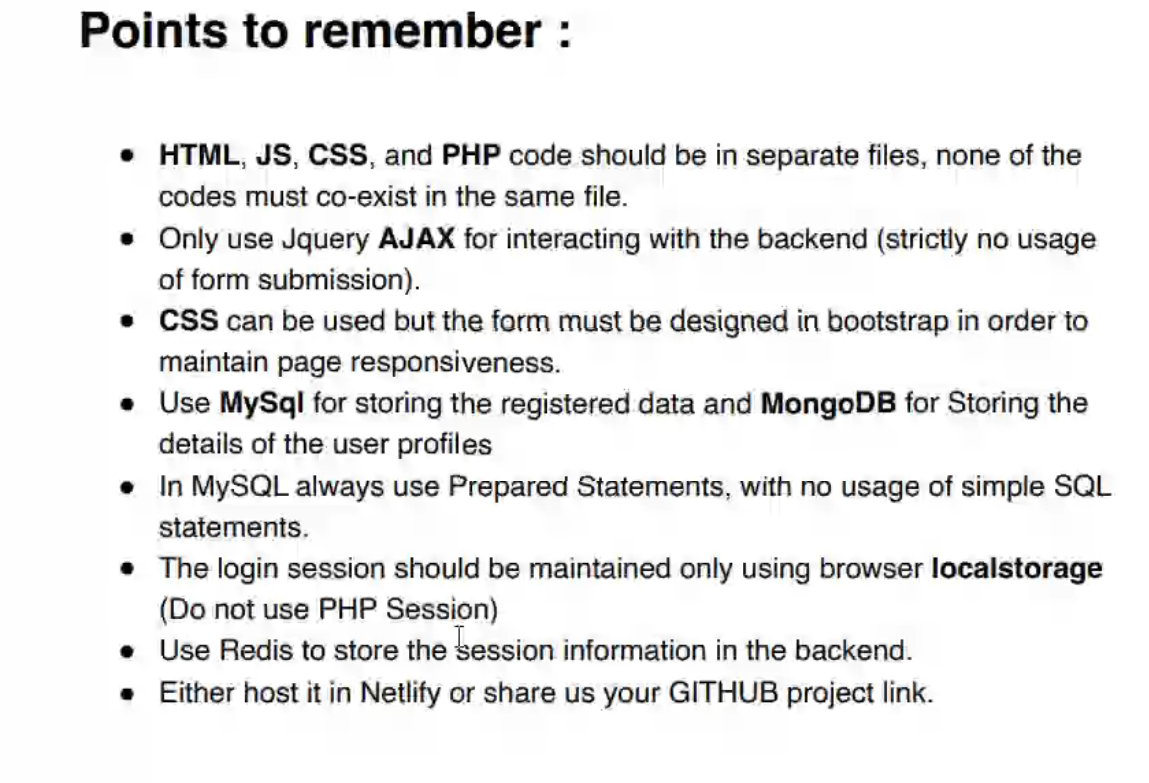 Points to remember :
● HTML, JS, CSS, and PHP code should be in separate files, none of the
codes must co-exist in the same file.
● Only use Jquery AJAX for interacting with the backend (strictly no usage
of form submission).
● CSS can be used but the form must be designed in bootstrap in order to
maintain page responsiveness.
● Use MySql for storing the registered data and MongoDB for Storing the
details of the user profiles
● In MySQL always use Prepared Statements, with no usage of simple SQL
statements.
● The login session should be maintained only using browser localstorage
(Do not use PHP Session)
● Use Redis to store the session information in the backend.
● Either host it in Netlify or share us your GITHUB project link.